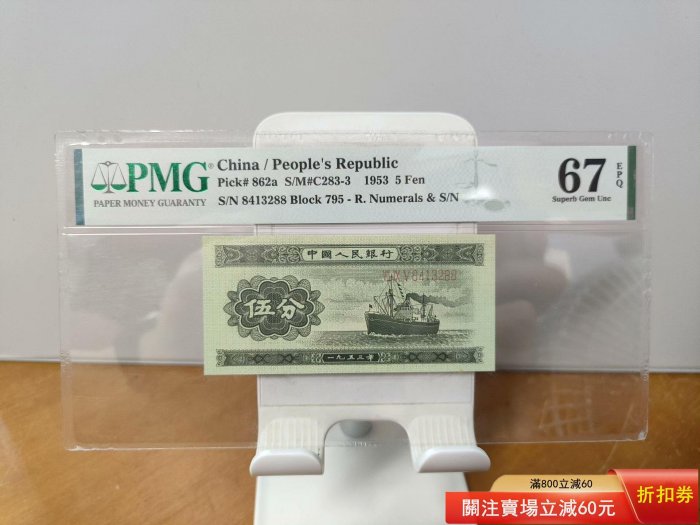 PMG
PAPER MONEY GUARANTY
China / People's Republic
Pick# 862a S/M#C283-3 1953 5 Fen
S/N 8413288 Block 795 - R. Numerals & S/N
67
EPQ
Superb Gem Unc
中國人民銀行
8413288
伍分
一九五三年
滿800立減60
關注賣場立減60元
折扣券